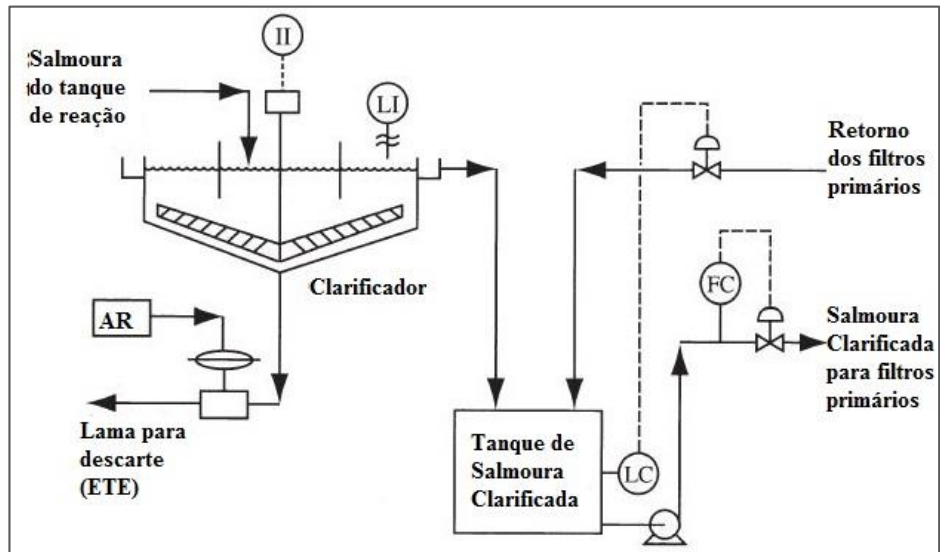 II
Salmoura
do tanque
de reação
LI
Retorno
dos filtros
primários
Clarificador
FC
AR
Salmoura
Clarificada
para filtros
primários
Lama para
descarte
(ETE)
Tanque de
Salmoura
Clarificada
LC